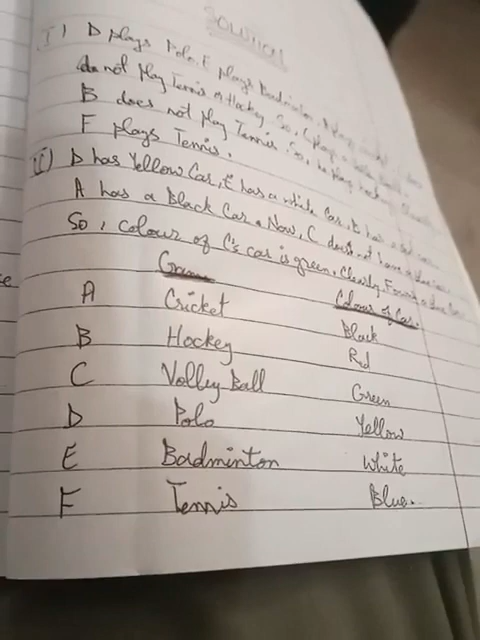 SOLUTION
I) D plays Polo, E plays Badminton,
do not play Tennis or Hockey. So, C
B does not play Tennis. So, he plays hockey.
F plays Tennis.
II) D has Yellow Car, E has a white Car, B has a
A has a Black Car. Now, C does not have a blue
So, colour of C's car is green. Clearly, F
Game Colour of Car.
A Cricket Black
B Hockey Red
C Volley Ball Green
D Polo Yellow
E Badminton White
F Tennis Blue.